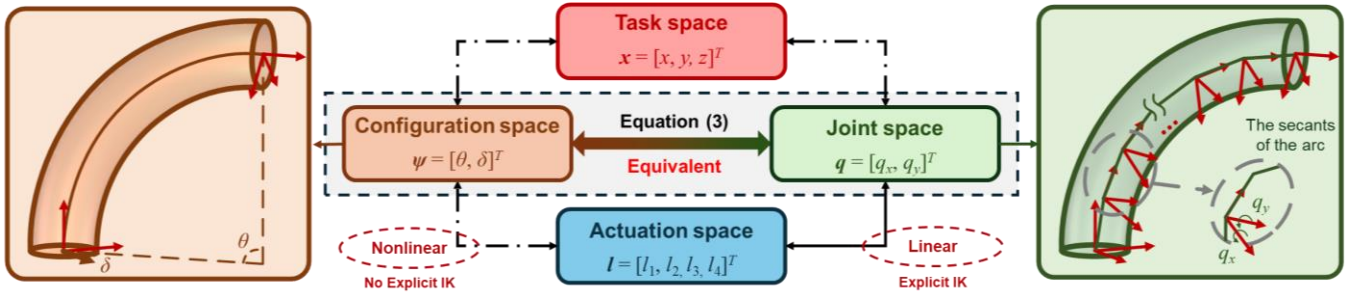 Task space
x = [x, y, z]^T
Configuration space
ψ = [θ, δ]^T
Equation (3)
Equivalent
Joint space
q = [q_x, q_y]^T
Actuation space
l = [l_1, l_2, l_3, l_4]^T
Nonlinear
No Explicit IK
Linear
Explicit IK
θ
δ
The secants
of the arc
q_y
q_x